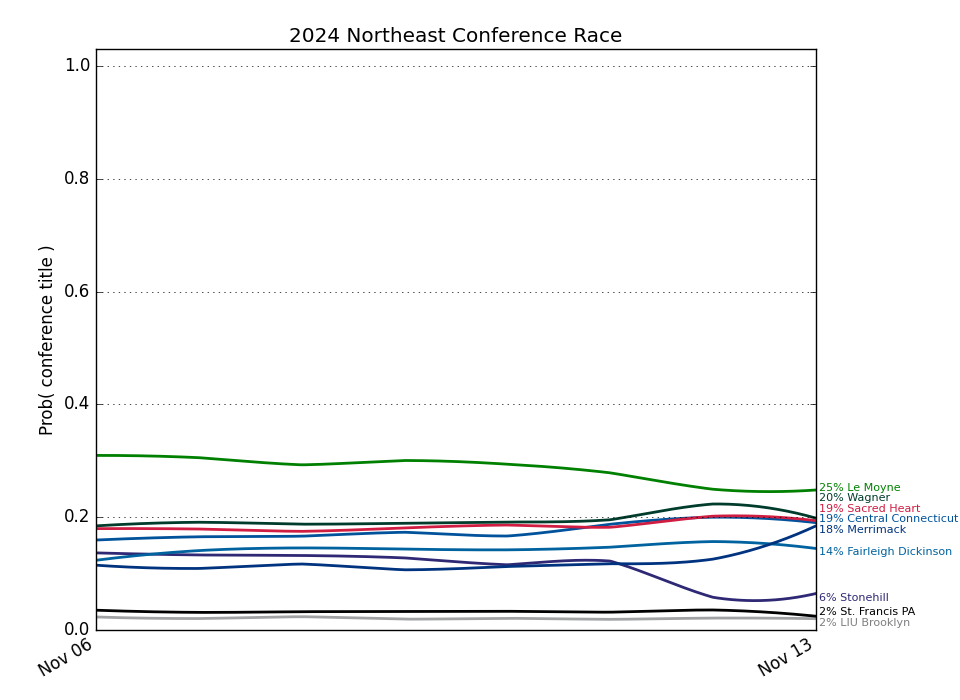 2024 Northeast Conference Race
Prob( conference title )
1.0
0.8
0.6
0.4
0.2
0.0
Nov 06
Nov 13
25% Le Moyne
20% Wagner
19% Sacred Heart
19% Central Connecticut
18% Merrimack
14% Fairleigh Dickinson
6% Stonehill
2% St. Francis PA
2% LIU Brooklyn